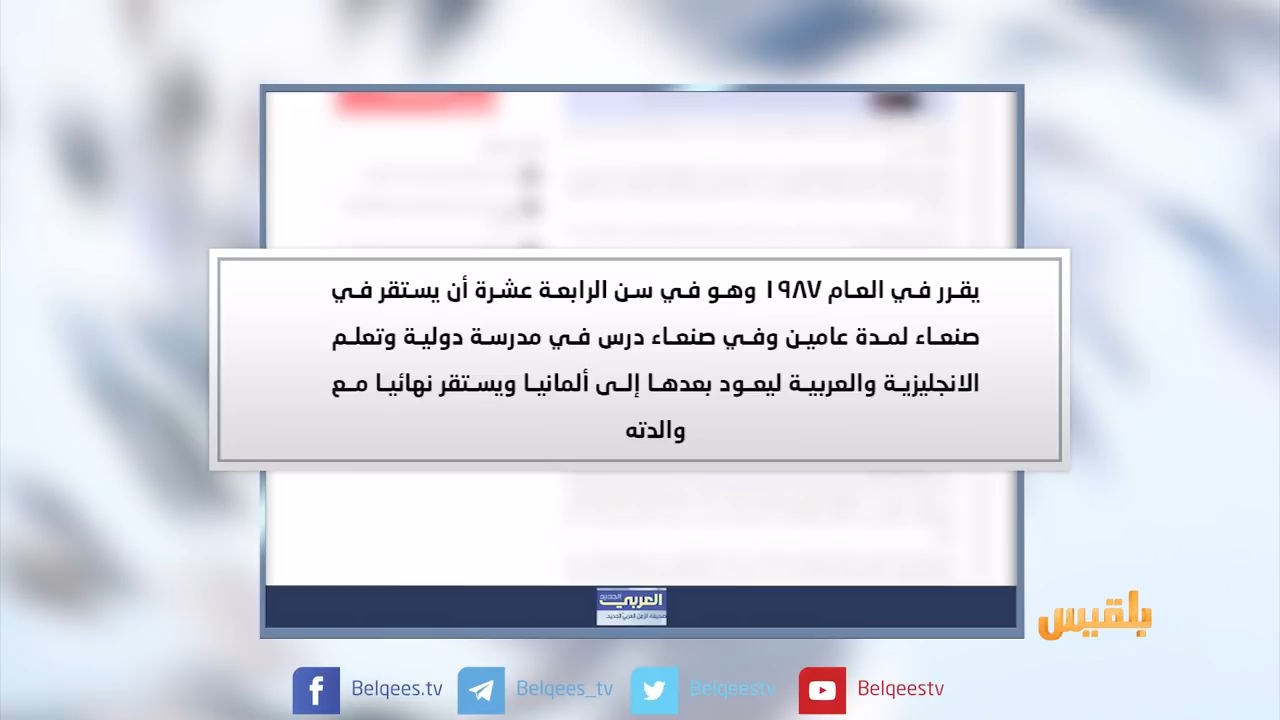 يقرر في العام ١٩٨٧ وهو في سن الرابعة عشرة أن يستقر في
صنعاء لمدة عامين وفي صنعاء درس في مدرسة دولية وتعلم
الانجليزية والعربية ليعود بعدها إلى ألمانيا ويستقر نهائيا مع
والدته
العربي الجديد
بلقيس
Belqees.tv
Belqees_tv
Belqeestv
Belqeestv